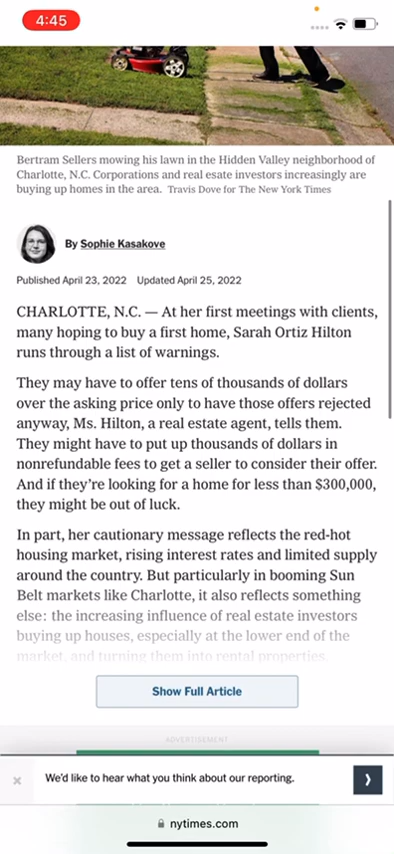 4:45
Bertram Sellers mowing his lawn in the Hidden Valley neighborhood of
Charlotte, N.C. Corporations and real esate investors increasingly are
buying up homes in the area. Travis Dove for The New York Times
By Sophie Kasakove
Published April 23, 2022 Updated April 25, 2022
CHARLOTTE, N.C. — At her first meetings with clients,
many hoping to buy a first home, Sarah Ortiz Hilton
runs through a list of warnings.
They may have to offer tens of thousands of dollars
over the asking price only to have those offers rejected
anyway, Ms. Hilton, a real estate agent, tells them.
They might have to put up thousands of dollars in
nonrefundable fees to get a seller to consider their offer.
And if they’re looking for a home for less than $300,000,
they might be out of luck.
In part, her cautionary message reflects the red-hot
housing market, rising interest rates and limited supply
around the country. But particularly in booming Sun
Belt markets like Charlotte, it also reflects something
else: the increasing influence of real estate investors
buying up houses, especially at the lower end of the
market, and turning them into rental properties.
Show Full Article
ADVERTISEMENT
We’d like to hear what you think about our reporting.
nytimes.com